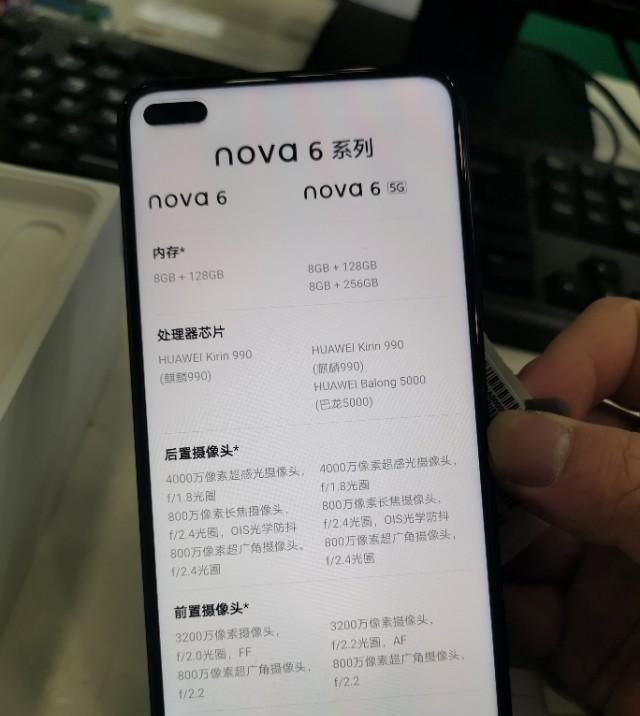 nova 6 系列
nova 6
nova 6 5G
内存*
8GB + 128GB
8GB + 128GB
8GB + 256GB
处理器芯片
HUAWEI Kirin 990
(麒麟990)
HUAWEI Kirin 990
(麒麟990)
HUAWEI Balong 5000
(巴龙5000)
后置摄像头*
4000万像素超感光摄像头，
f/1.8光圈
800万像素长焦摄像头，
f/2.4光圈，OIS光学防抖
800万像素超广角摄像头，
f/2.4光圈
4000万像素超感光摄像头，
f/1.8光圈
800万像素长焦摄像头，
f/2.4光圈，OIS光学防抖
800万像素超广角摄像头，
f/2.4光圈
前置摄像头*
3200万像素摄像头，
f/2.0光圈，FF
800万像素超广角摄像头，
f/2.2
3200万像素摄像头，
f/2.2光圈，AF
800万像素超广角摄像头，
f/2.2